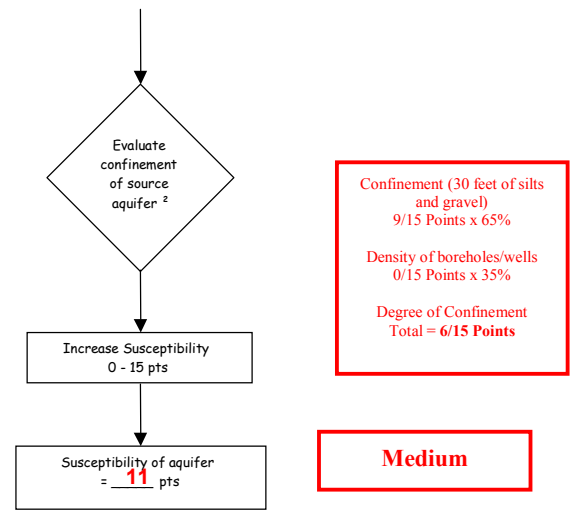 Evaluate
confinement
of source
aquifer ²
Confinement (30 feet of silts
and gravel)
9/15 Points x 65%
Density of boreholes/wells
0/15 Points x 35%
Degree of Confinement
Total = 6/15 Points
Increase Susceptibility
0 - 15 pts
Susceptibility of aquifer
= 11 pts
Medium